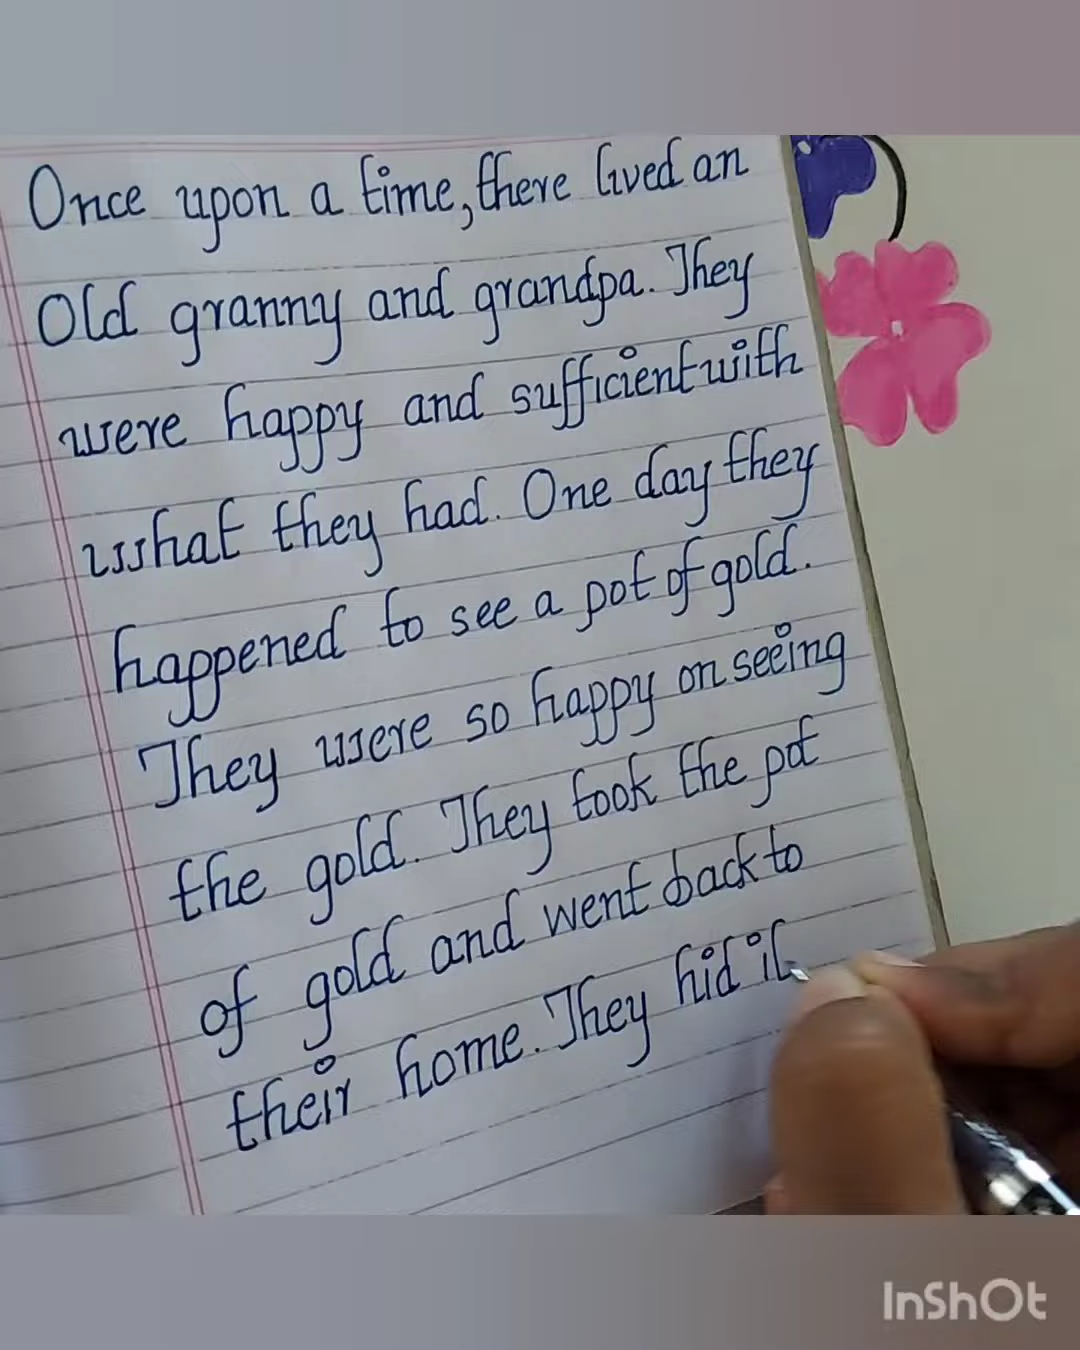 Once upon a time, there lived an
Old granny and grandpa. They
were happy and sufficient with
what they had. One day they
happened to see a pot of gold.
They were so happy on seeing
the gold. They took the pot
of gold and went back to
their home. They hid it
InShOt